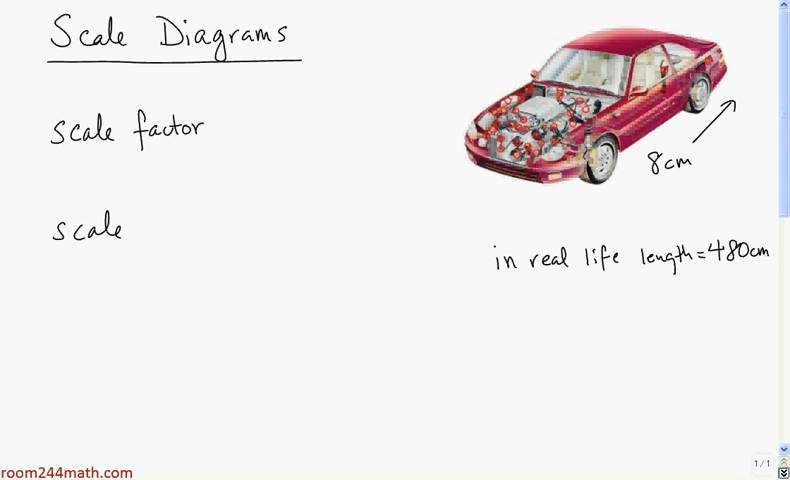 Scale Diagrams
scale factor
8cm
scale
in real life length = 480cm
1/1
room244math.com